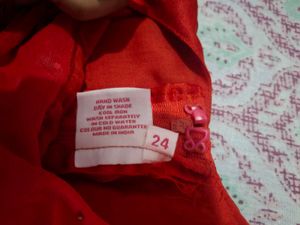 HAND WASH
DRY IN SHADE
COOL IRON
WASH SEPARATELY
IN COLD WATER
COLOUR NO GUARANTEE
MADE IN INDIA
24